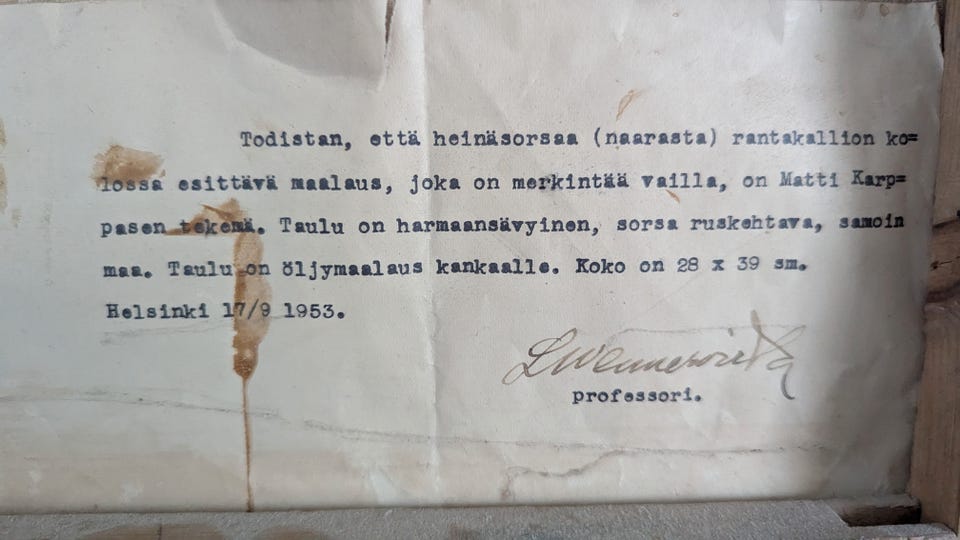 Todistan, että heinäsorsaa (naarasta) rantakallion ko=
lossa esittävä maalaus, joka on merkintää vailla, on Matti Karp=
pasen tekemä. Taulu on harmaansävyinen, sorsa ruskehtava, samoin
maa. Taulu on öljymaalaus kankaalle. Koko on 28 x 39 sm.
Helsinki 17/9 1953.
professori.